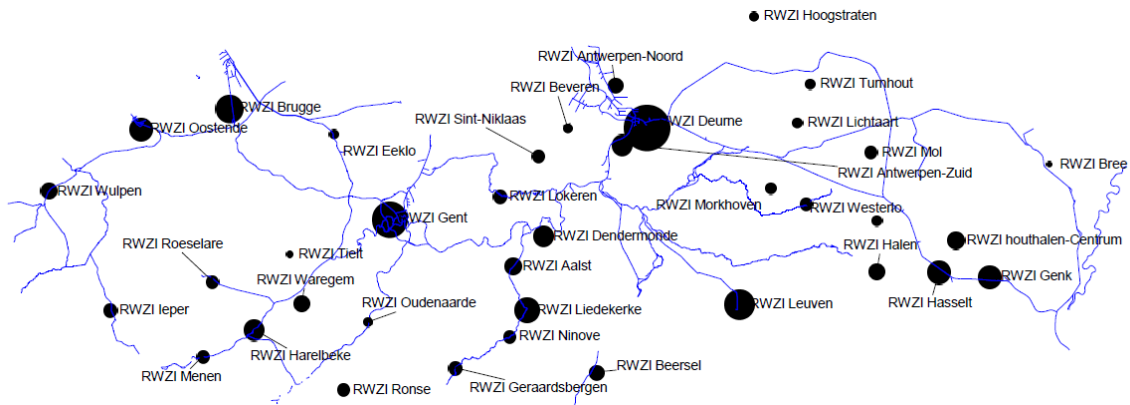 RWZI Hoogstraten
RWZI Antwerpen-Noord
RWZI Beveren
RWZI Turnhout
RWZI Brugge
RWZI Sint-Niklaas
WZI Deurne
RWZI Lichtaart
RWZI Oostende
RWZI Eeklo
RWZI Mol
RWZI Bree
RWZI Antwerpen-Zuid
RWZI Wulpen
RWZI Lokeren
RWZI Morkhoven
RWZI Westerlo
RWZI Gent
RWZI Dendermonde
RWZI Roeselare
RWZI Tielt
RWZI Halen
RWZI houthalen-Centrum
RWZI Aalst
RWZI Waregem
RWZI Genk
RWZI Oudenaarde
RWZI Ieper
RWZI Liedekerke
RWZI Leuven
RWZI Hasselt
RWZI Ninove
RWZI Harelbeke
RWZI Menen
RWZI Beersel
RWZI Ronse
RWZI Geraardsbergen